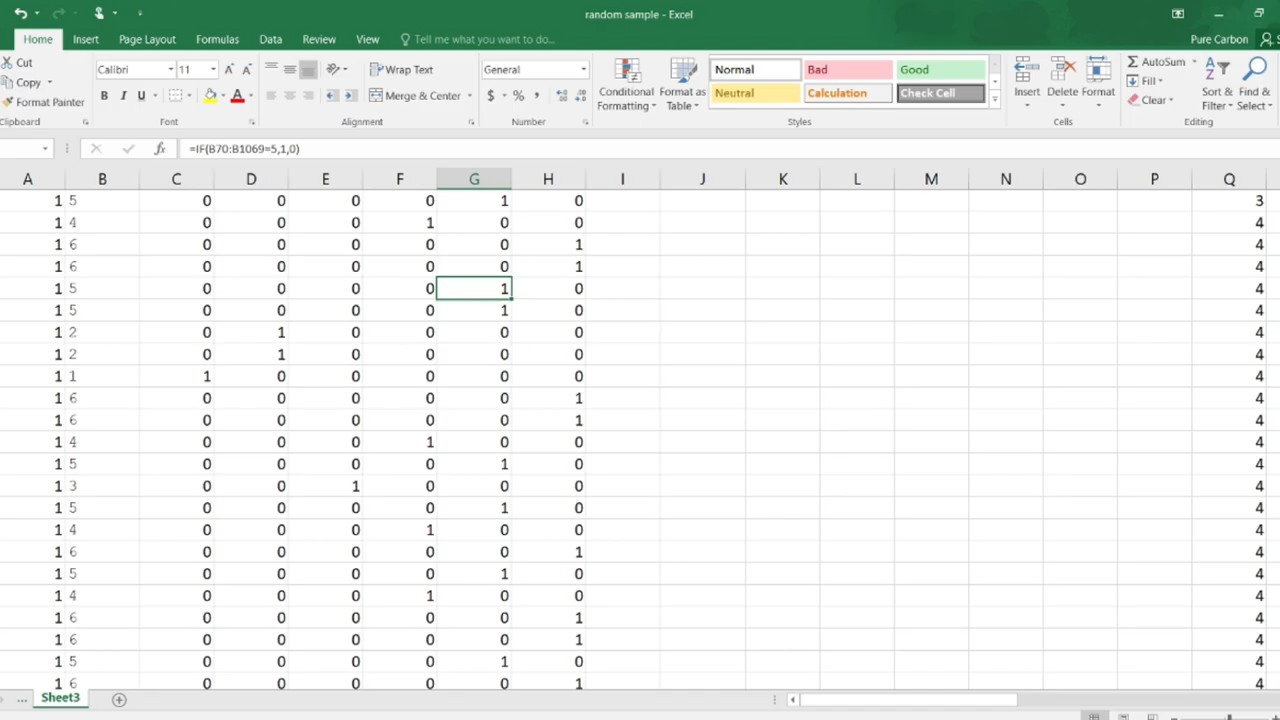 random sample - Excel
Home Insert Page Layout Formulas Data Review View Tell me what you want to do... Pure Carbon
Cut
Copy
Format Painter
Clipboard
Calibri 11 A A
B I U A
Font
Wrap Text
Merge & Center
Alignment
General
$ % ,
Number
Conditional Formatting
Format as Table
Normal Bad Good
Neutral Calculation Check Cell
Styles
Insert Delete Format
Cells
AutoSum
Fill
Clear
Sort & Filter
Find & Select
Editing
fx =IF(B70:B1069=5,1,0)
A B C D E F G H I J K L M N O P Q
1 5 0 0 0 0 1 0 3
1 4 0 0 0 1 0 0 4
1 6 0 0 0 0 0 1 4
1 6 0 0 0 0 0 1 4
1 5 0 0 0 0 1 0 4
1 5 0 0 0 0 1 0 4
1 2 0 1 0 0 0 0 4
1 2 0 1 0 0 0 0 4
1 1 1 0 0 0 0 0 4
1 6 0 0 0 0 0 1 4
1 6 0 0 0 0 0 1 4
1 4 0 0 0 1 0 0 4
1 5 0 0 0 0 1 0 4
1 3 0 0 1 0 0 0 4
1 5 0 0 0 0 1 0 4
1 4 0 0 0 1 0 0 4
1 6 0 0 0 0 0 1 4
1 5 0 0 0 0 1 0 4
1 4 0 0 0 1 0 0 4
1 6 0 0 0 0 0 1 4
1 6 0 0 0 0 0 1 4
1 5 0 0 0 0 1 0 4
1 6 0 0 0 0 0 1 4
... Sheet3